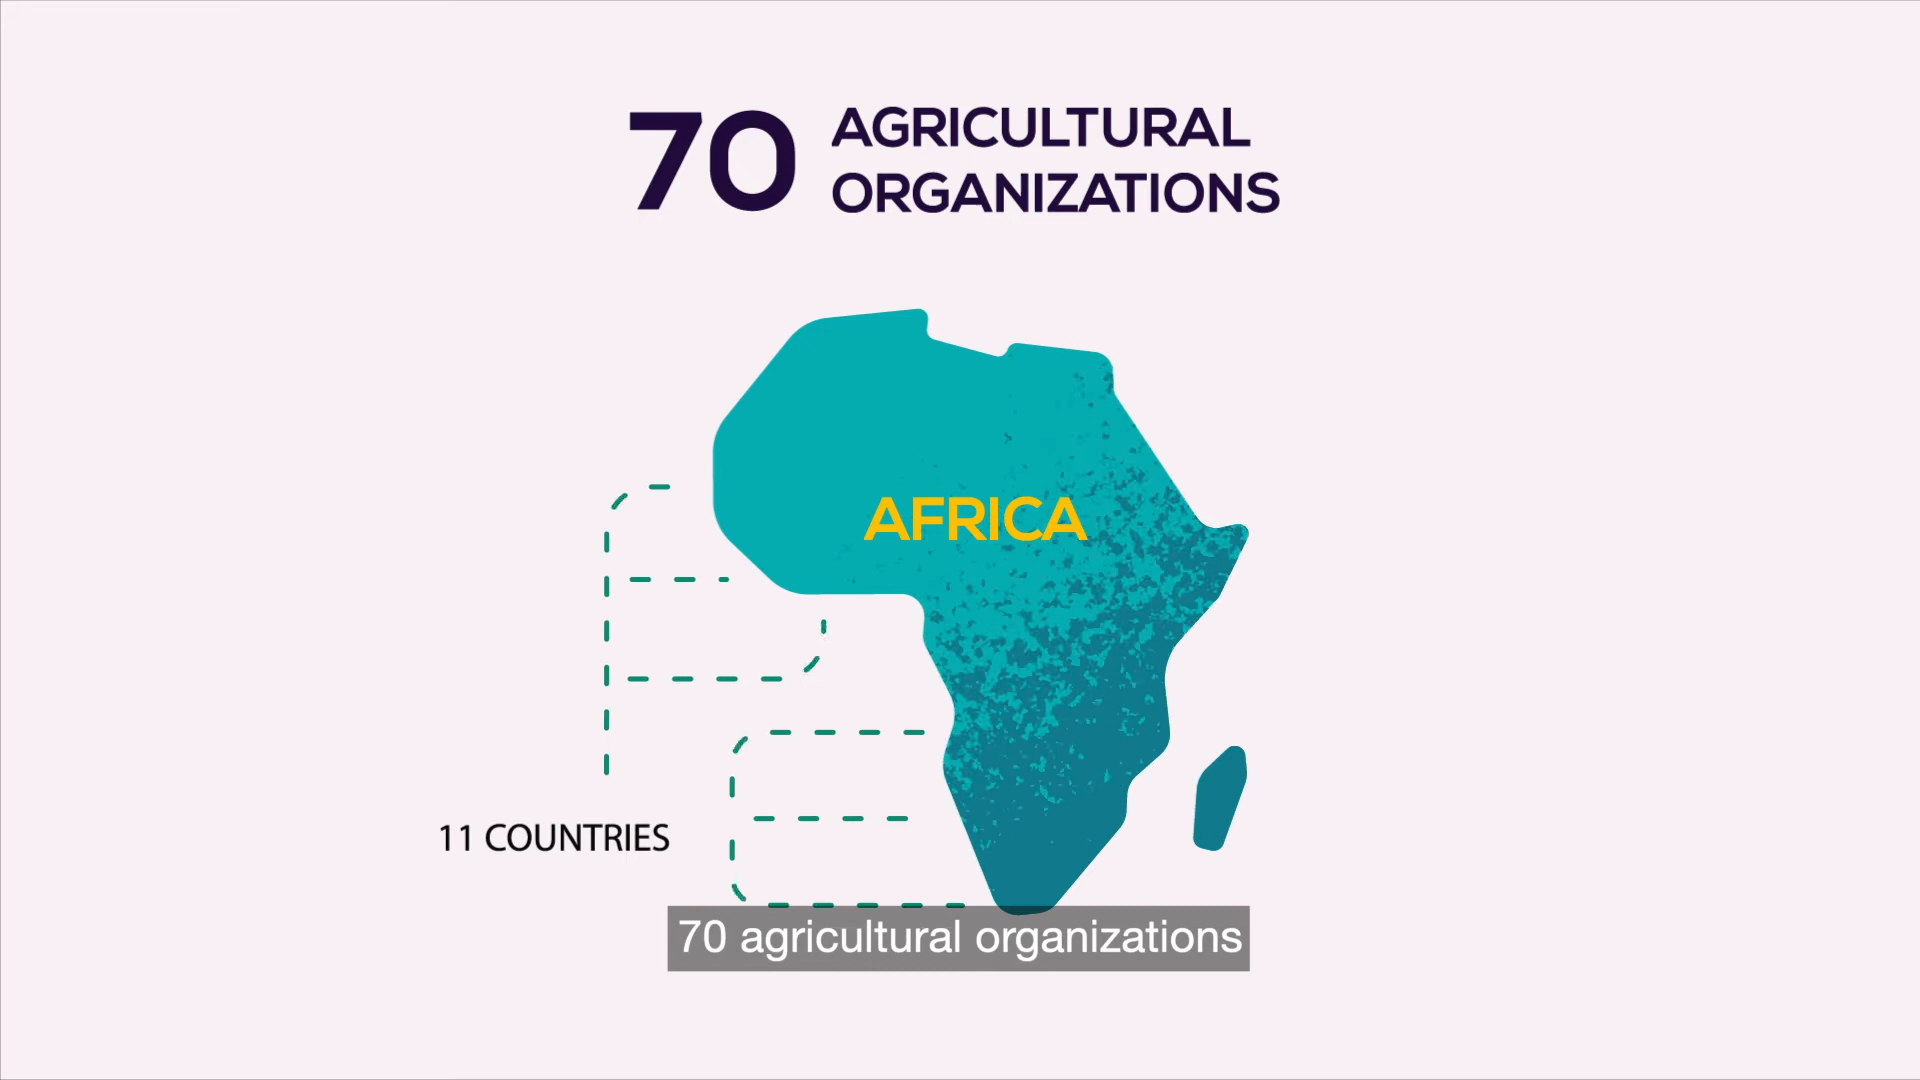 70 AGRICULTURAL
ORGANIZATIONS
AFRICA
11 COUNTRIES
70 agricultural organizations